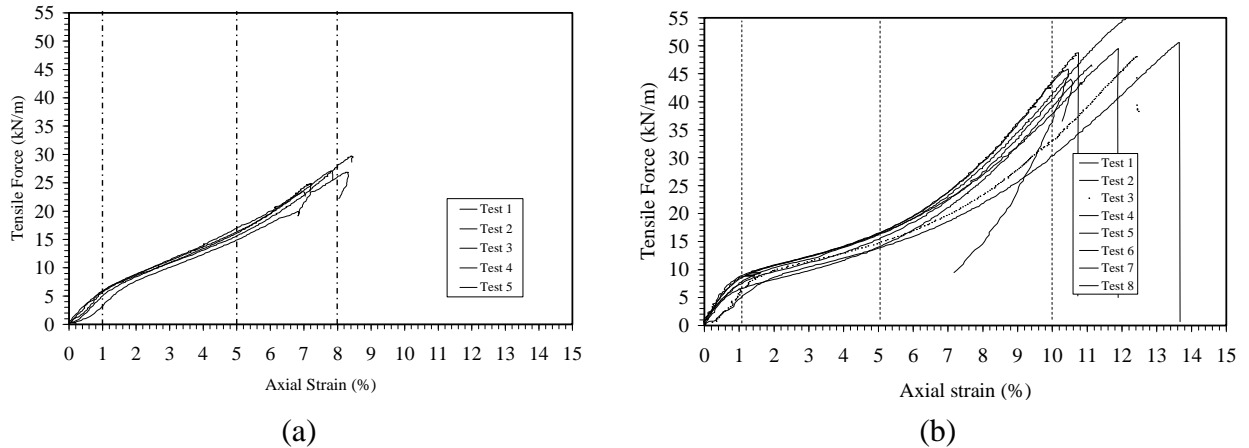 55
50
45
40
35
30
25
20
15
10
5
0
Tensile Force (kN/m)
0 1 2 3 4 5 6 7 8 9 10 11 12 13 14 15
Axial Strain (%)
Test 1
Test 2
Test 3
Test 4
Test 5
(a)
55
50
45
40
35
30
25
20
15
10
5
0
Tensile Force (kN/m)
0 1 2 3 4 5 6 7 8 9 10 11 12 13 14 15
Axial strain (%)
Test 1
Test 2
Test 3
Test 4
Test 5
Test 6
Test 7
Test 8
(b)